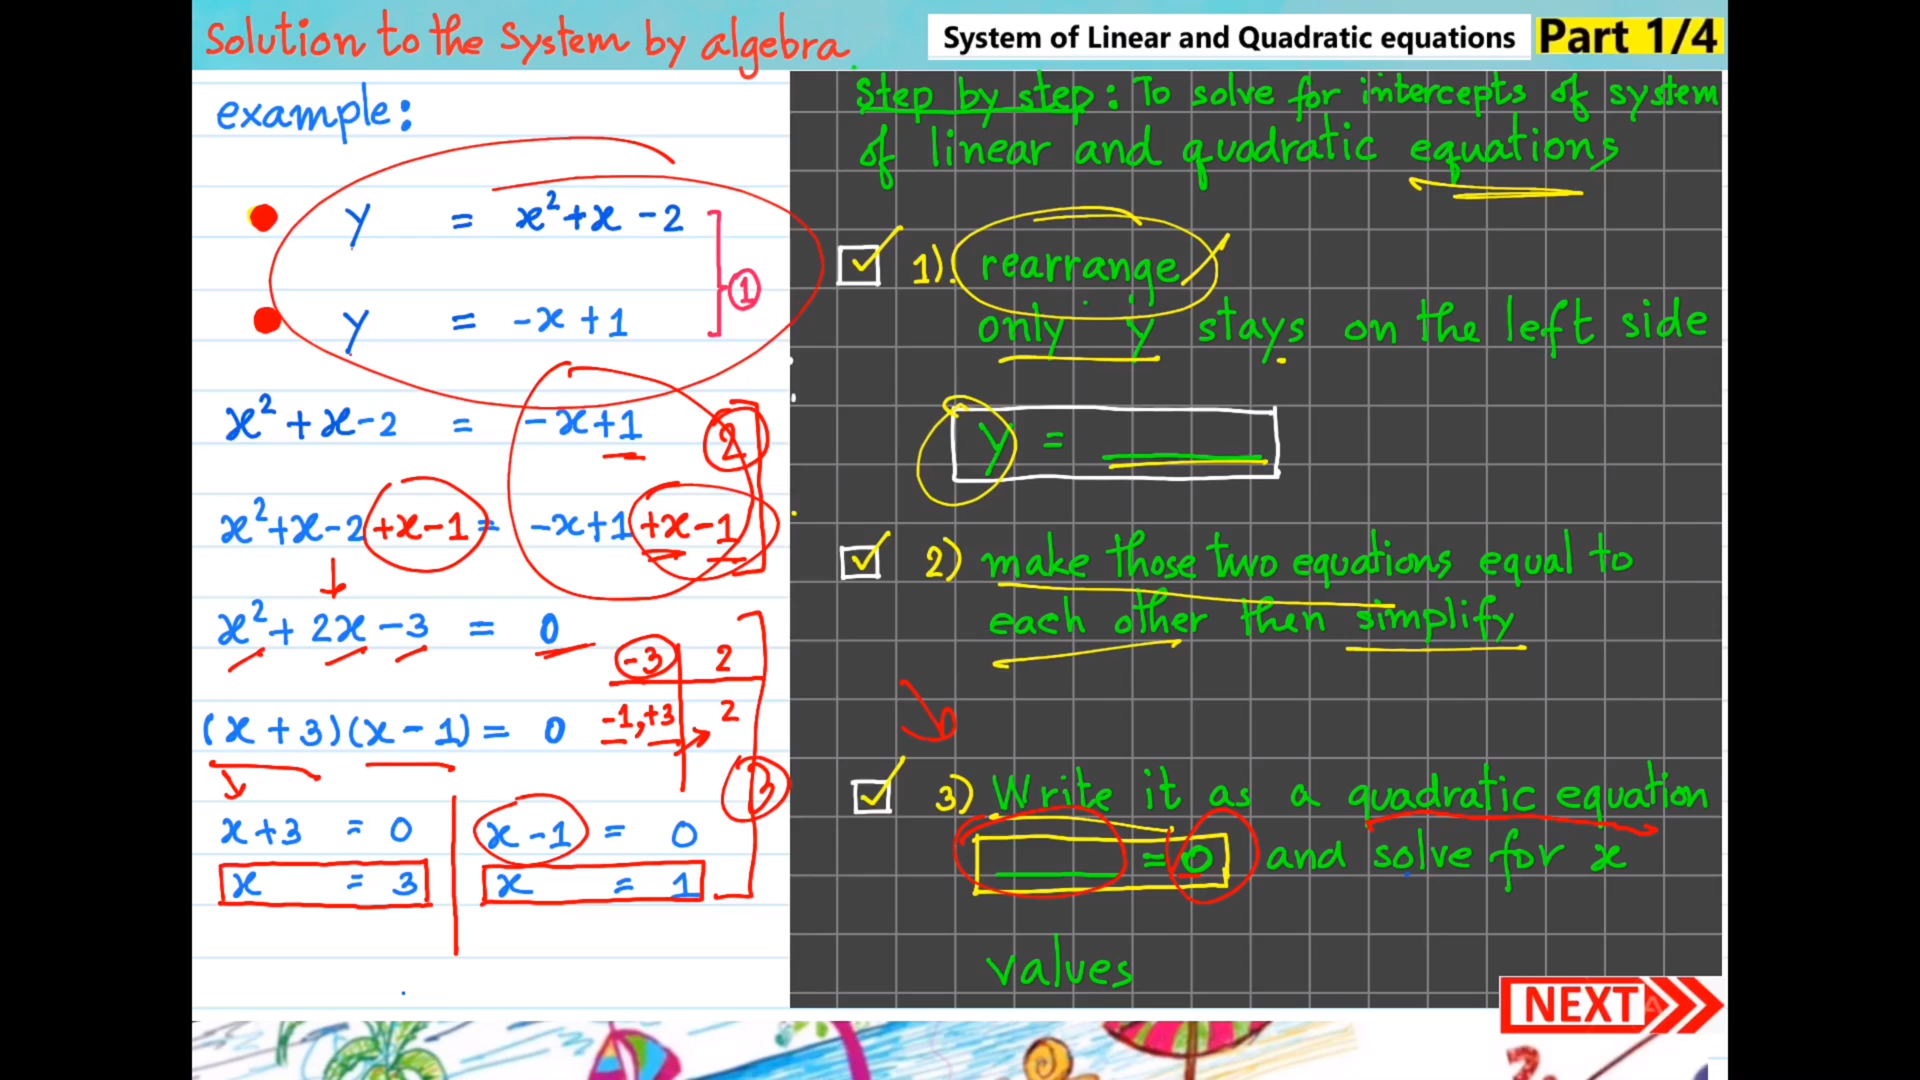 Solution to the System by algebra
System of Linear and Quadratic equations
Part 1/4
example:
y = x²+x -2
y = -x +1
①
x² +x-2 = -x+1
②
x²+x-2+x-1 = -x+1+x-1
x²+ 2x -3 = 0
-3 2
-1,+3 2
(x +3)(x - 1) = 0
③
x+3 = 0
x = 3
x-1 = 0
x = 1
Step by step: To solve for intercepts of system
of linear and quadratic equations
1). rearrange
only y stays on the left side
y =
2) make those two equations equal to
each other then simplify
3) Write it as a quadratic equation
= 0 and solve for x
values
NEXT